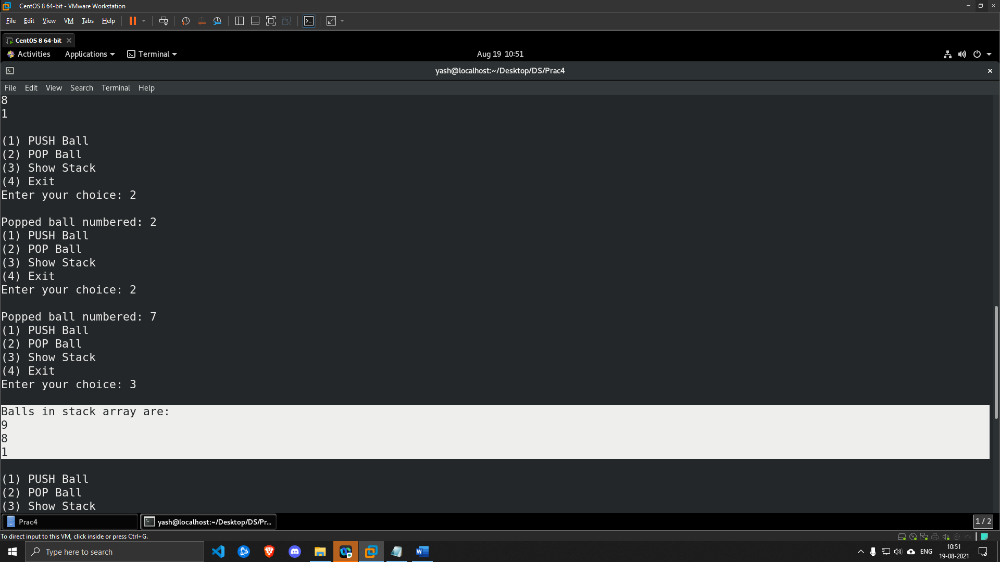 CentOS 8 64-bit - VMware Workstation
File Edit View VM Tabs Help
CentOS 8 64-bit
Activities Applications Terminal Aug 19 10:51
yash@localhost:~/Desktop/DS/Prac4
File Edit View Search Terminal Help
8
1
(1) PUSH Ball
(2) POP Ball
(3) Show Stack
(4) Exit
Enter your choice: 2
Popped ball numbered: 2
(1) PUSH Ball
(2) POP Ball
(3) Show Stack
(4) Exit
Enter your choice: 2
Popped ball numbered: 7
(1) PUSH Ball
(2) POP Ball
(3) Show Stack
(4) Exit
Enter your choice: 3
Balls in stack array are:
9
8
1
(1) PUSH Ball
(2) POP Ball
(3) Show Stack
Prac4 yash@localhost:~/Desktop/DS/Pr... 1 / 2
To direct input to this VM, click inside or press Ctrl+G.
Type here to search ENG 10:51
19-08-2021